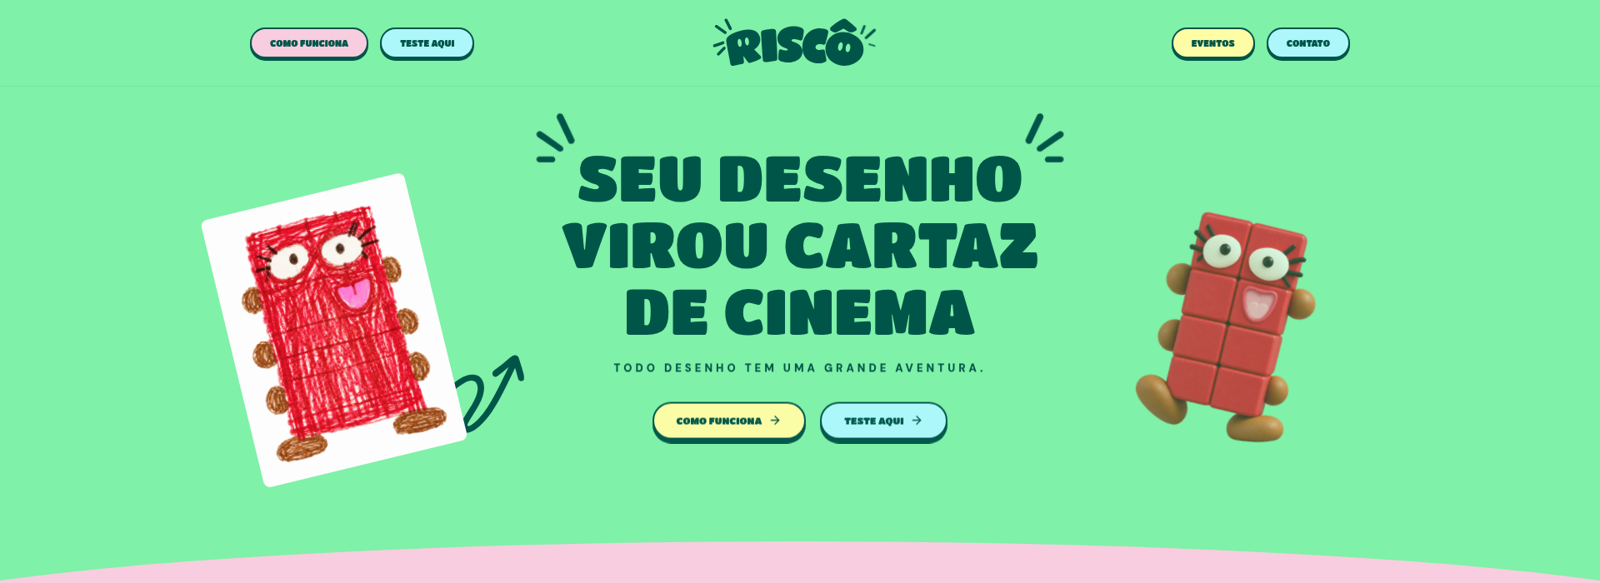 COMO FUNCIONA
TESTE AQUI
RISCÔ
EVENTOS
CONTATO
SEU DESENHO
VIROU CARTAZ
DE CINEMA
TODO DESENHO TEM UMA GRANDE AVENTURA.
COMO FUNCIONA →
TESTE AQUI →